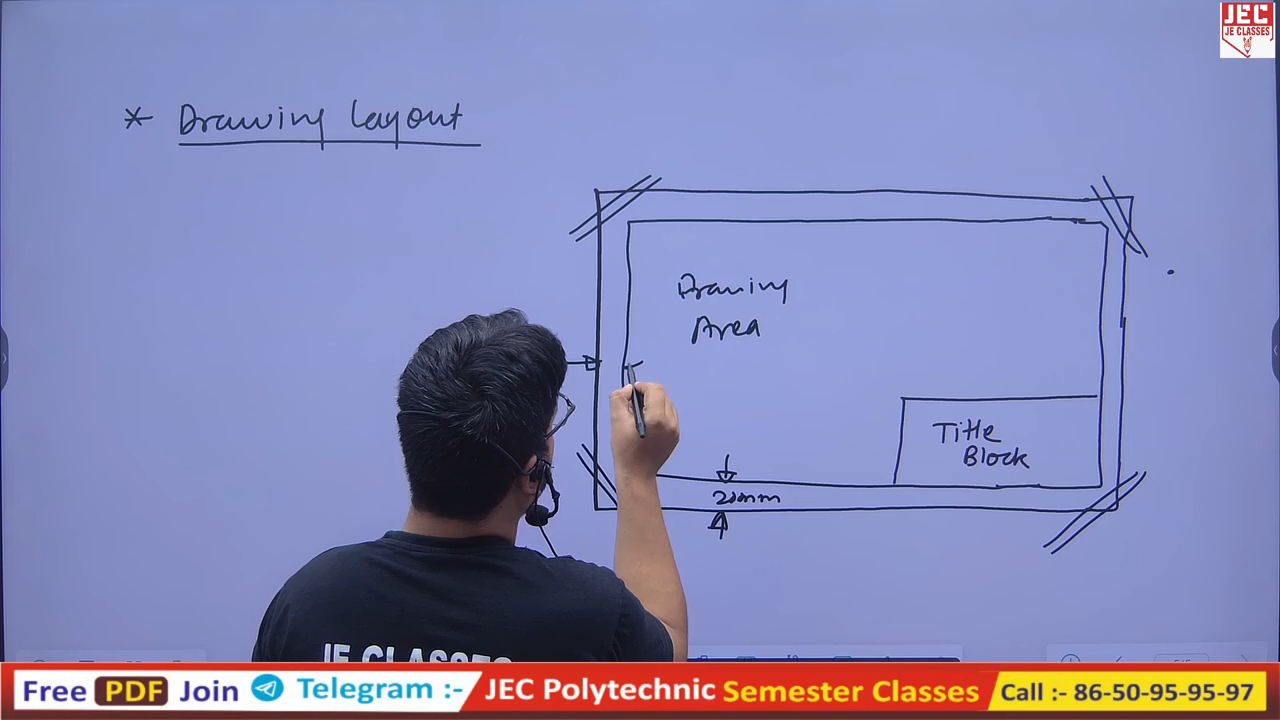 JEC
JE CLASSES
* Drawing layout
Drawing
Area
Title
Block
20mm
JE CLASSES
Free PDF Join Telegram :- JEC Polytechnic Semester Classes Call :- 86-50-95-95-97